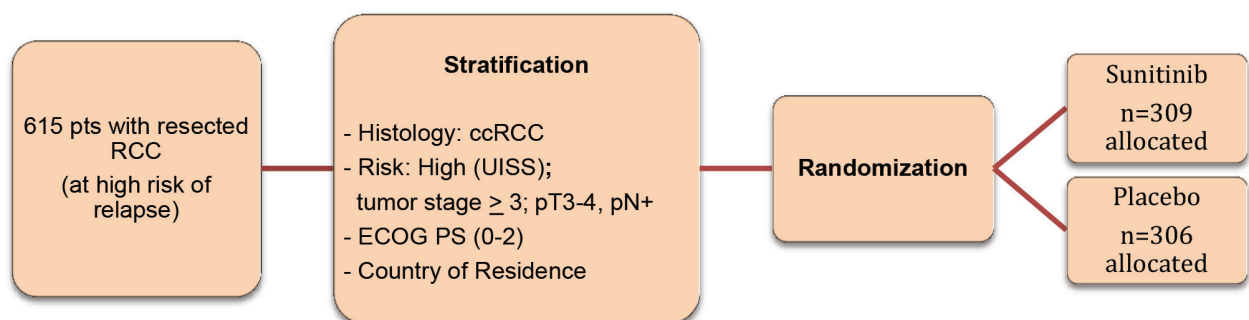 615 pts with resected
RCC
(at high risk of
relapse)
Stratification
- Histology: ccRCC
- Risk: High (UISS);
tumor stage ≥ 3; pT3-4, pN+
- ECOG PS (0-2)
- Country of Residence
Randomization
Sunitinib
n=309
allocated
Placebo
n=306
allocated